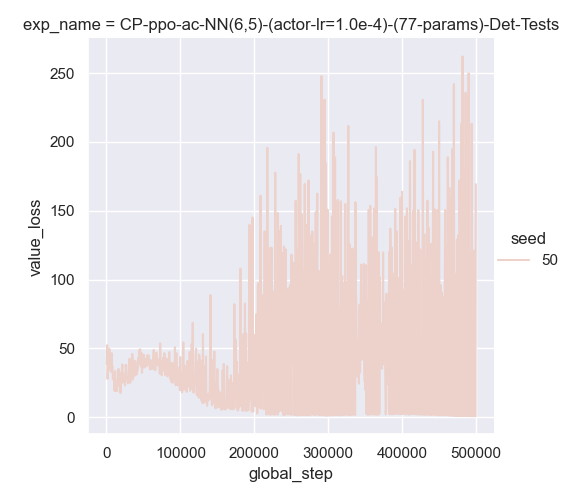 exp_name = CP-ppo-ac-NN(6,5)-(actor-lr=1.0e-4)-(77-params)-Det-Tests
250
200
150
100
50
0
value_loss
0 100000 200000 300000 400000 500000
global_step
seed
50